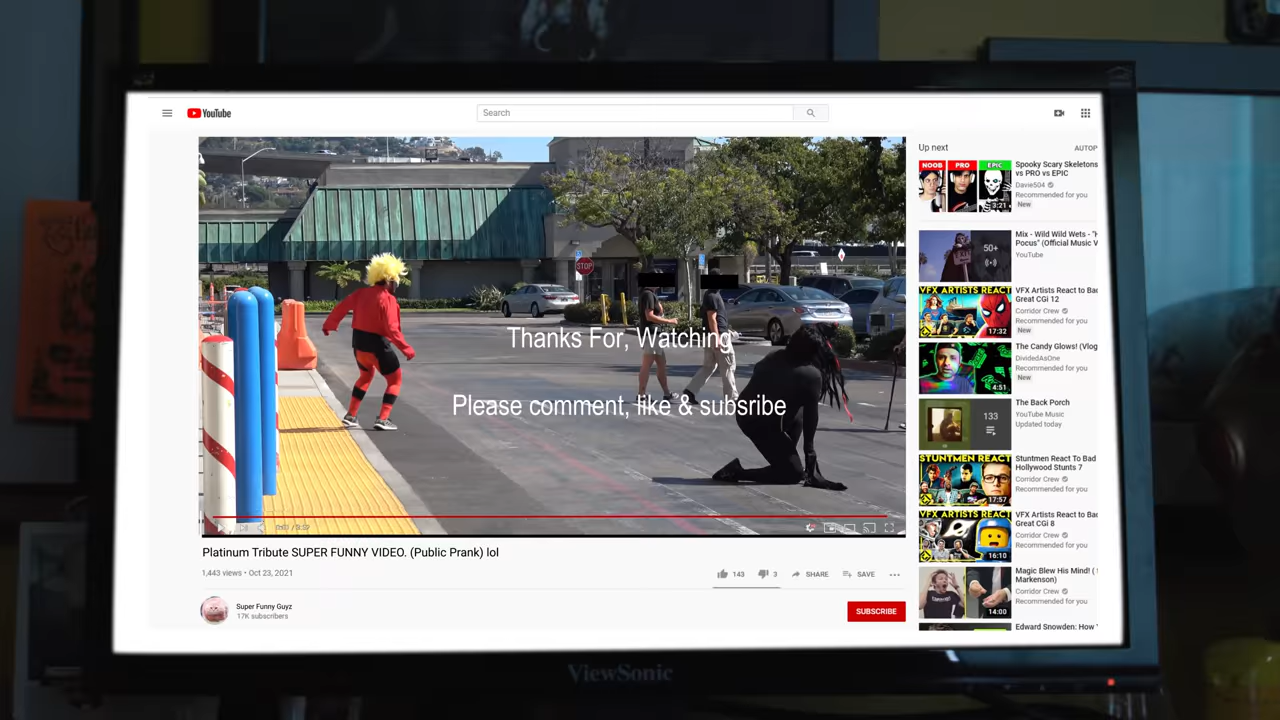 YouTube
Search
Up next
AUTOP
NOOB
PRO
EPIC
3:21
Spooky Scary Skeletons
vs PRO vs EPIC
Davie504
Recommended for you
New
50+
Mix - Wild Wild Wets - "H
Pocus" (Official Music V
YouTube
VFX ARTISTS REACT
17:32
VFX Artists React to Bad
Great CGi 12
Corridor Crew
Recommended for you
New
4:51
The Candy Glows! (Vlog
DividedAsOne
Recommended for you
New
133
The Back Porch
YouTube Music
Updated today
STUNTMEN REACT
17:57
Stuntmen React To Bad
Hollywood Stunts 7
Corridor Crew
Recommended for you
VFX ARTISTS REACT
16:10
VFX Artists React to Bad
Great CGi 8
Corridor Crew
Recommended for you
14:00
Magic Blew His Mind! (
Markenson)
Corridor Crew
Recommended for you
Edward Snowden: How
STOP
Thanks For, Watching
Please comment, like & subsribe
Platinum Tribute SUPER FUNNY VIDEO. (Public Prank) lol
1,443 views • Oct 23, 2021
143
3
SHARE
SAVE
Super Funny Guyz
17K subscribers
SUBSCRIBE
ViewSonic